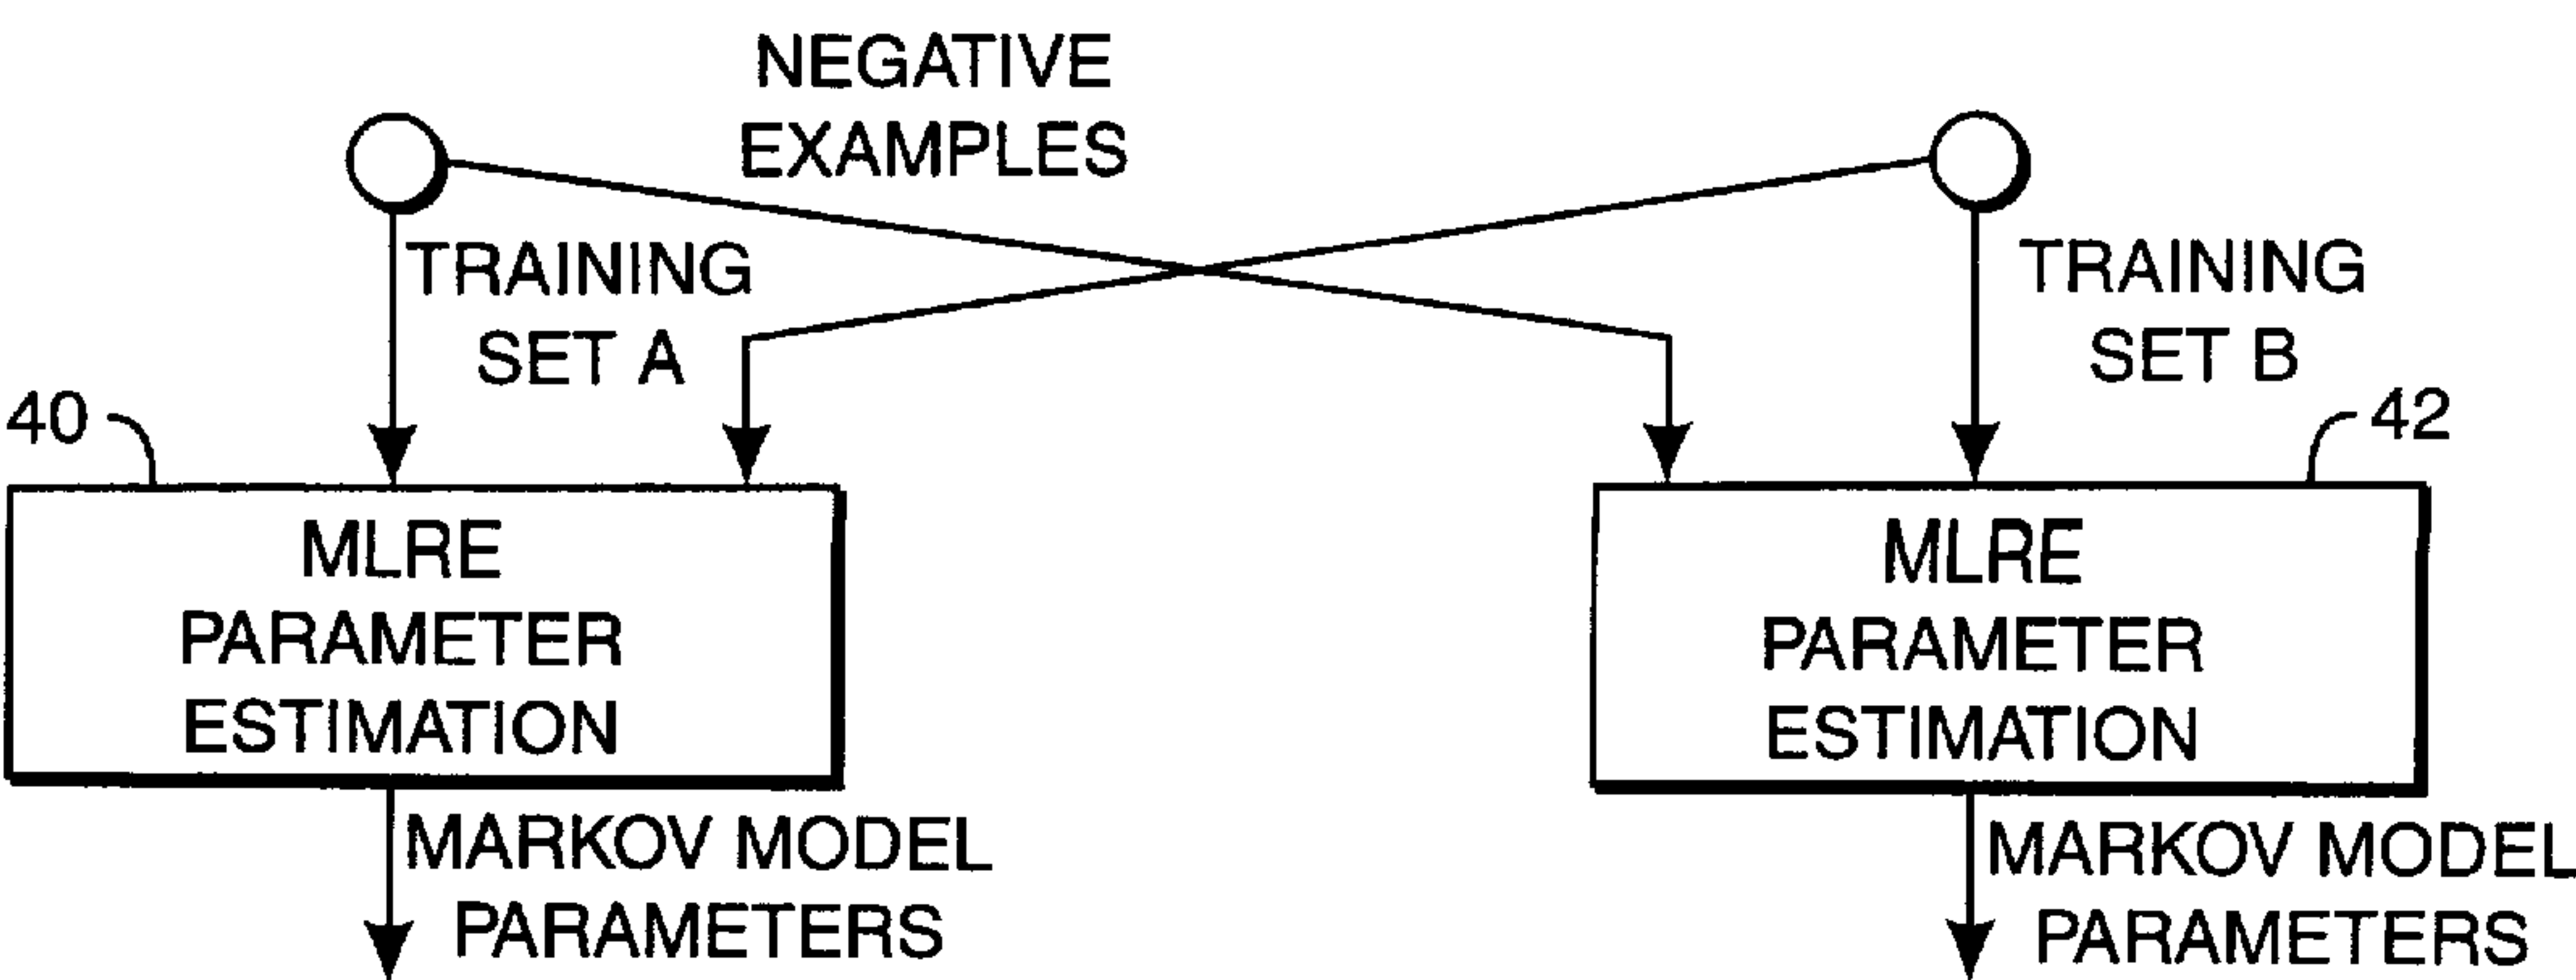 NEGATIVE
EXAMPLES
TRAINING
SET A
TRAINING
SET B
40
42
MLRE
PARAMETER
ESTIMATION
MLRE
PARAMETER
ESTIMATION
MARKOV MODEL
PARAMETERS
MARKOV MODEL
PARAMETERS